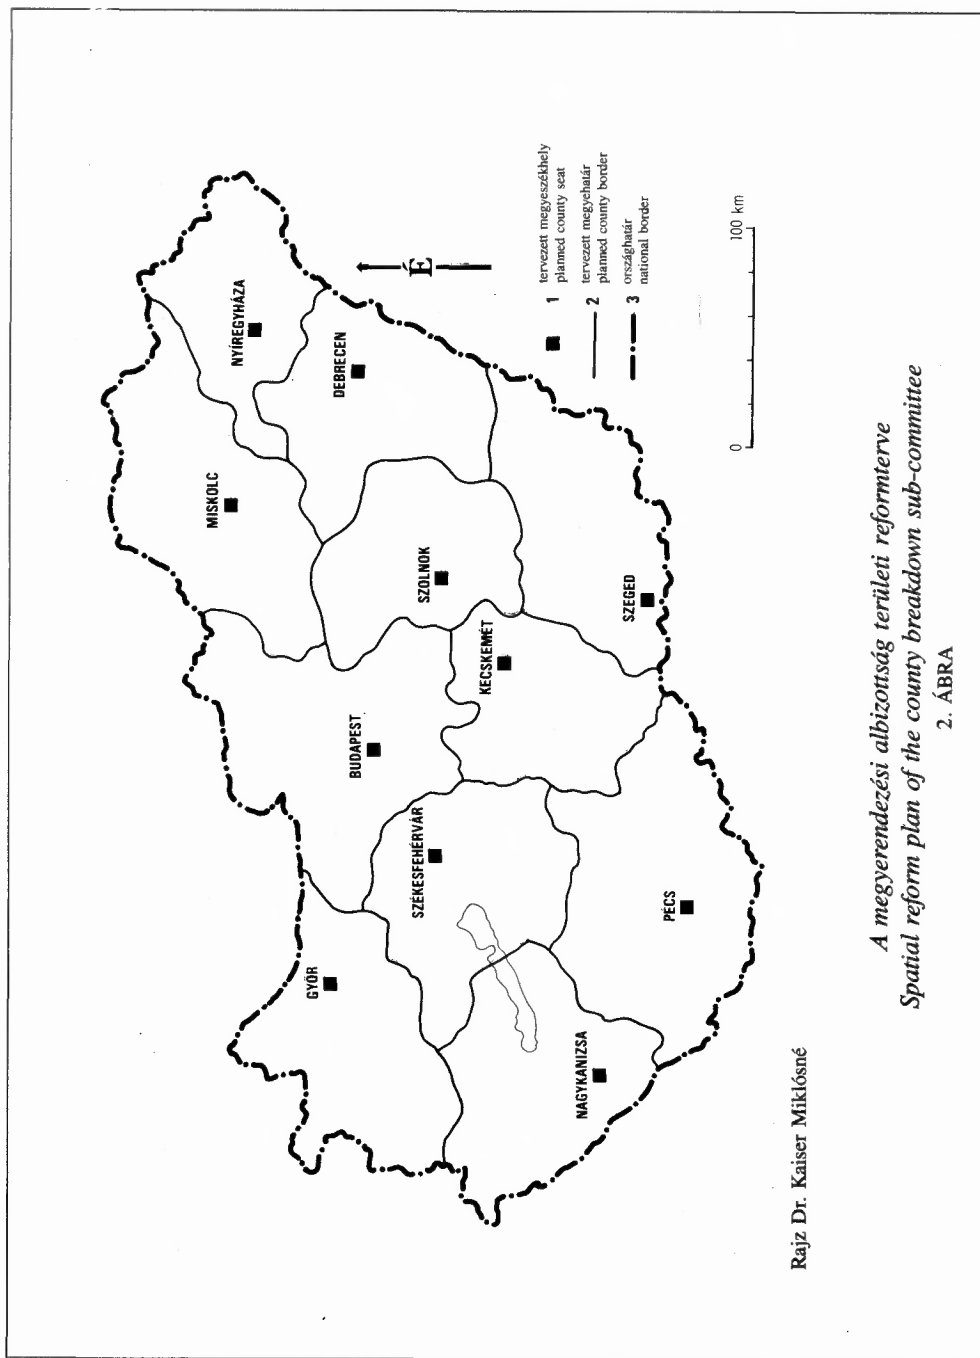 MISKOLC
NYÍREGYHÁZA
DEBRECEN
BUDAPEST
SZOLNOK
GYŐR
SZÉKESFEHÉRVÁR
KECSKEMÉT
NAGYKANIZSA
PÉCS
SZEGED
É
1 tervezett megyeszékhely
planned county seat
2 tervezett megyehatár
planned county border
3 országhatár
national border
0 100 km
Rajz Dr. Kaiser Miklósné
A megyerendezési albizottság területi reformterve
Spatial reform plan of the county breakdown sub-committee
2. ÁBRA